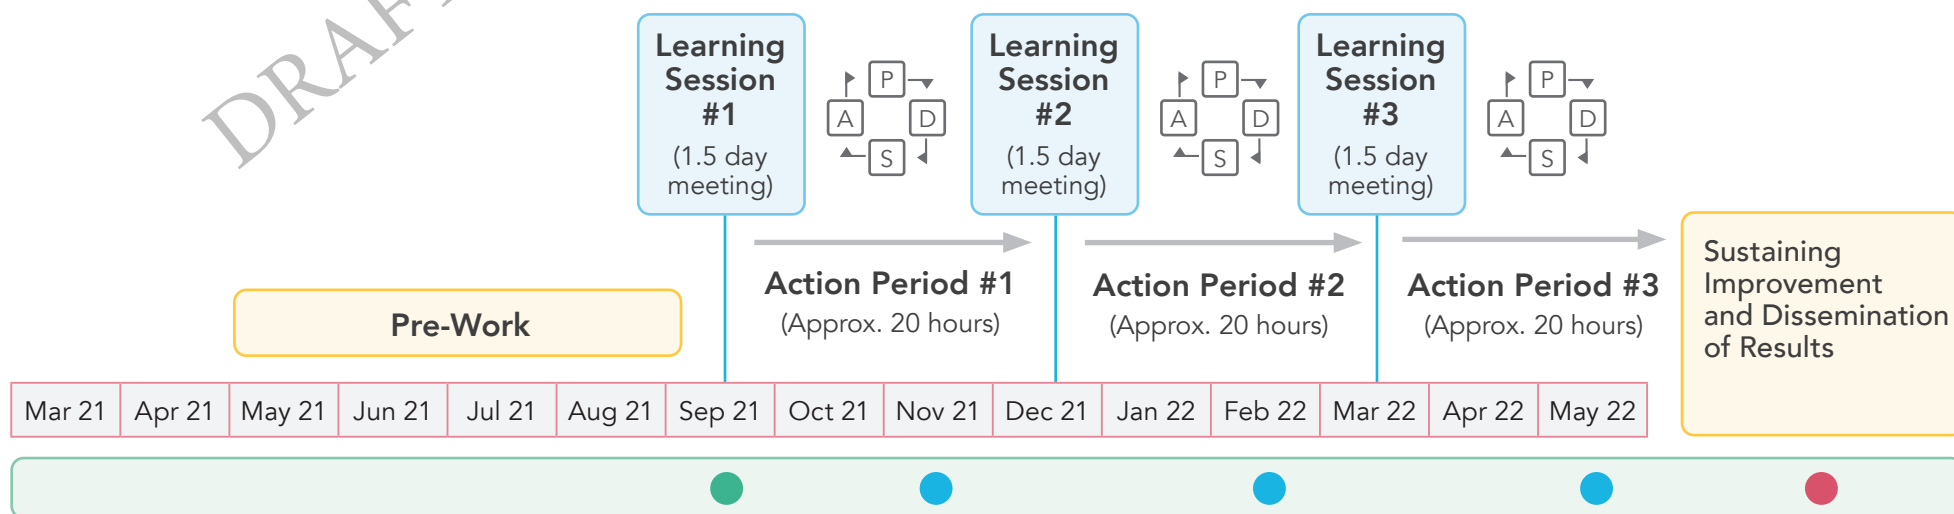 DRAFT
Learning
Session
#1
(1.5 day
meeting)
P
A
D
S
Learning
Session
#2
(1.5 day
meeting)
P
A
D
S
Learning
Session
#3
(1.5 day
meeting)
P
A
D
S
Action Period #1
(Approx. 20 hours)
Action Period #2
(Approx. 20 hours)
Action Period #3
(Approx. 20 hours)
Sustaining
Improvement
and Dissemination
of Results
Pre-Work
Mar 21 Apr 21 May 21 Jun 21 Jul 21 Aug 21 Sep 21 Oct 21 Nov 21 Dec 21 Jan 22 Feb 22 Mar 22 Apr 22 May 22